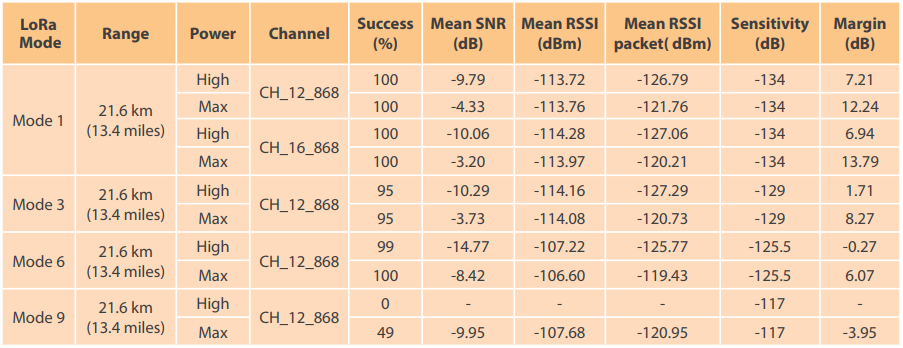 LoRa Mode Range Power Channel Success (%) Mean SNR (dB) Mean RSSI (dBm) Mean RSSI packet( dBm) Sensitivity (dB) Margin (dB)
Mode 1 21.6 km (13.4 miles) High CH_12_868 100 -9.79 -113.72 -126.79 -134 7.21
Max 100 -4.33 -113.76 -121.76 -134 12.24
High CH_16_868 100 -10.06 -114.28 -127.06 -134 6.94
Max 100 -3.20 -113.97 -120.21 -134 13.79
Mode 3 21.6 km (13.4 miles) High CH_12_868 95 -10.29 -114.16 -127.29 -129 1.71
Max 95 -3.73 -114.08 -120.73 -129 8.27
Mode 6 21.6 km (13.4 miles) High CH_12_868 99 -14.77 -107.22 -125.77 -125.5 -0.27
Max 100 -8.42 -106.60 -119.43 -125.5 6.07
Mode 9 21.6 km (13.4 miles) High CH_12_868 0 - - - -117 -
Max 49 -9.95 -107.68 -120.95 -117 -3.95